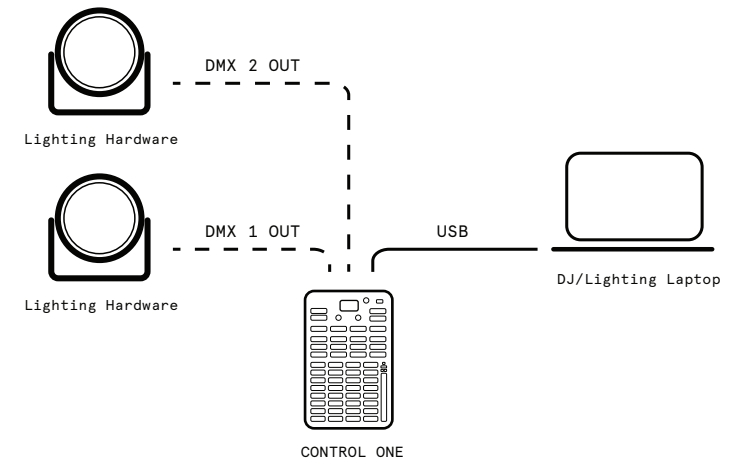 DMX 2 OUT
Lighting Hardware
DMX 1 OUT
USB
Lighting Hardware
DJ/Lighting Laptop
CONTROL ONE